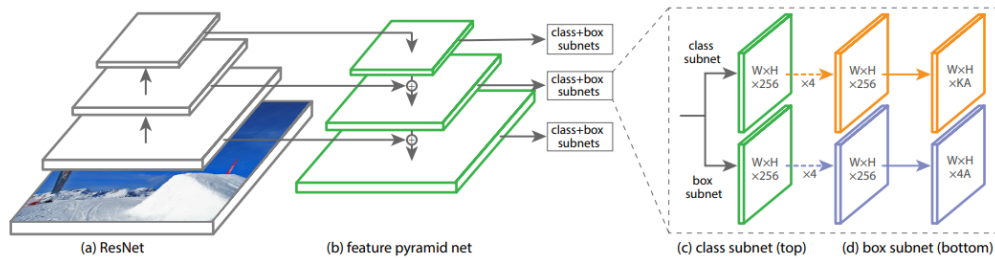 class+box
subnets
class+box
subnets
class+box
subnets
class
subnet
W×H
×256
×4
W×H
×256
W×H
×KA
box
subnet
W×H
×256
×4
W×H
×256
W×H
×4A
(a) ResNet
(b) feature pyramid net
(c) class subnet (top)
(d) box subnet (bottom)